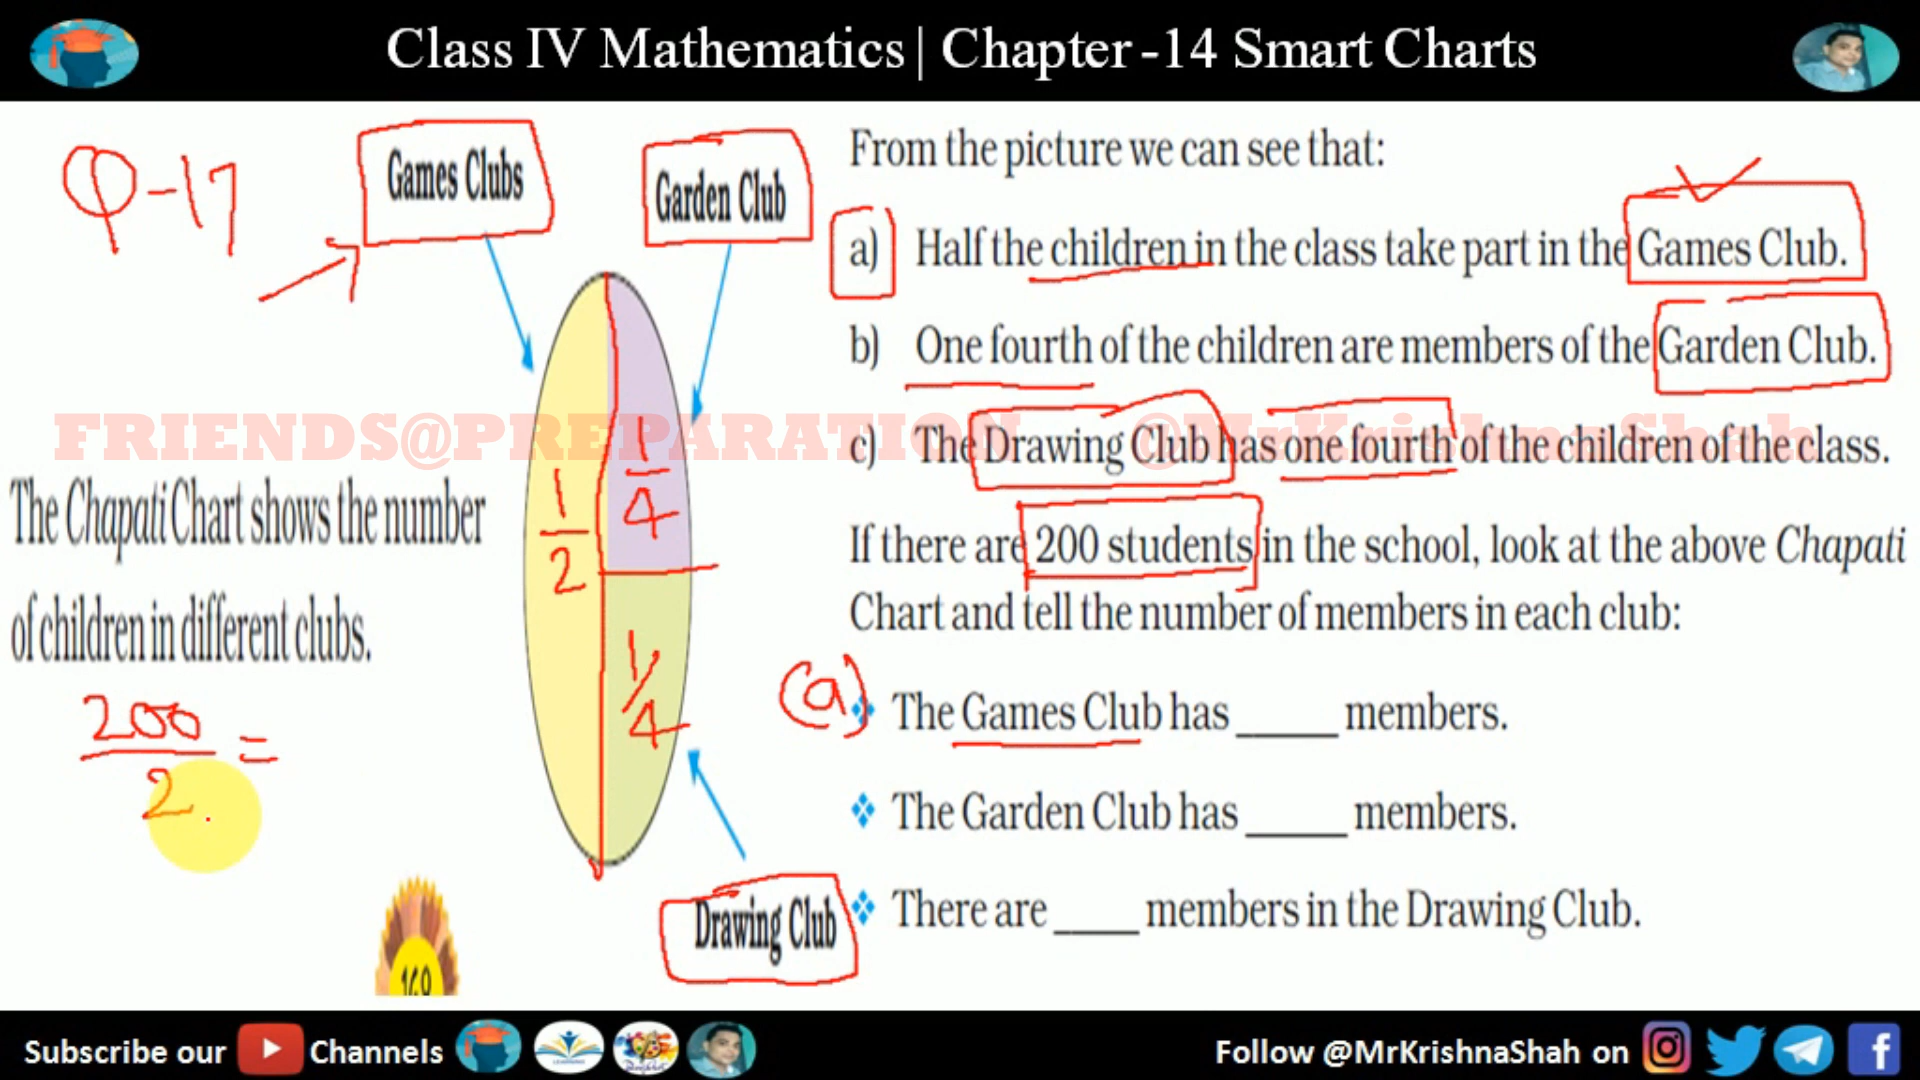 Class IV Mathematics | Chapter -14 Smart Charts
Q-17
Games Clubs
Garden Club
1/2
1/4
1/4
The Chapati Chart shows the number
of children in different clubs.
200/2 =
Drawing Club
169
From the picture we can see that:
a) Half the children in the class take part in the Games Club.
b) One fourth of the children are members of the Garden Club.
c) The Drawing Club has one fourth of the children of the class.
If there are 200 students in the school, look at the above Chapati
Chart and tell the number of members in each club:
(a) The Games Club has _____ members.
The Garden Club has _____ members.
There are ____ members in the Drawing Club.
FRIENDS@PREPARATION @MrKrishnaShah
Subscribe our Channels
Follow @MrKrishnaShah on